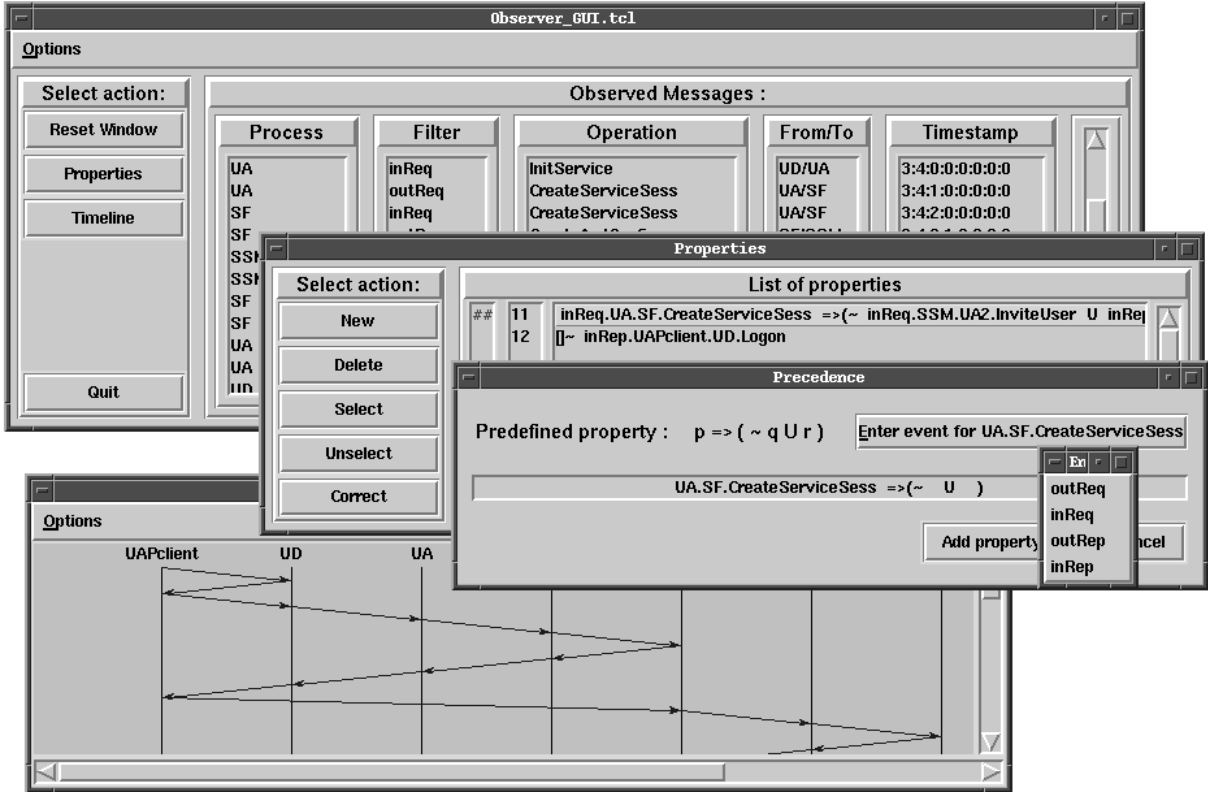 Observer_GUI.tcl
Options
Select action:
Reset Window
Properties
Timeline
Quit
Observed Messages :
Process Filter Operation From/To Timestamp
UA inReq InitService UD/UA 3:4:0:0:0:0:0:0
UA outReq CreateServiceSess UA/SF 3:4:1:0:0:0:0:0
SF inReq CreateServiceSess UA/SF 3:4:2:0:0:0:0:0
SF
SF
SF
UA
UA
UD
Properties
Select action:
New
Delete
Select
Unselect
Correct
List of properties
## 11 inReq.UA.SF.CreateServiceSess =>(~ inReq.SSM.UA2.InviteUser U
12 []~ inRep.UAPclient.UD.Logon
Precedence
Predefined property : p => ( ~ q U r ) Enter event for UA.SF.CreateServiceSess
UA.SF.CreateServiceSess =>(~ U )
Add property
En
outReq
inReq
outRep
inRep
Options
UAPclient UD UA